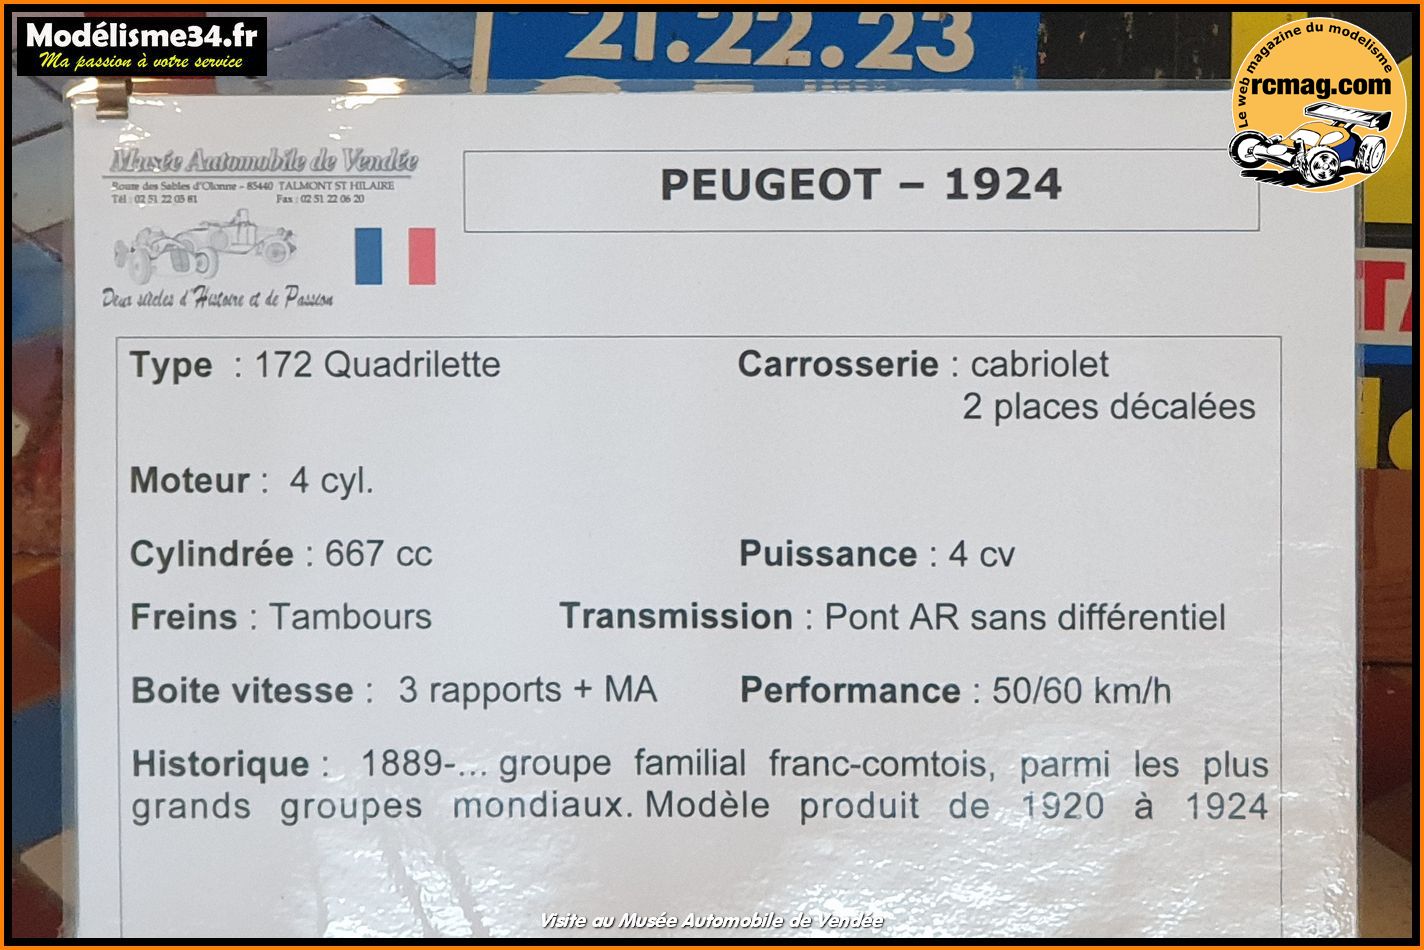 Modélisme34.fr
Ma passion à votre service
21.22.23
Le web magazine du modelisme
rcmag.com
Musée Automobile de Vendée
Route des Sables d'Olonne – 85440 TALMONT ST HILAIRE
Tél : 02 51 22 05 81 Fax : 02 51 22 06 20
Deux siècles d'Histoire et de Passion
PEUGEOT – 1924
Type : 172 Quadrilette Carrosserie : cabriolet
2 places décalées
Moteur : 4 cyl.
Cylindrée : 667 cc Puissance : 4 cv
Freins : Tambours Transmission : Pont AR sans différentiel
Boite vitesse : 3 rapports + MA Performance : 50/60 km/h
Historique : 1889-... groupe familial franc-comtois, parmi les plus
grands groupes mondiaux. Modèle produit de 1920 à 1924
Visite au Musée Automobile de Vendée